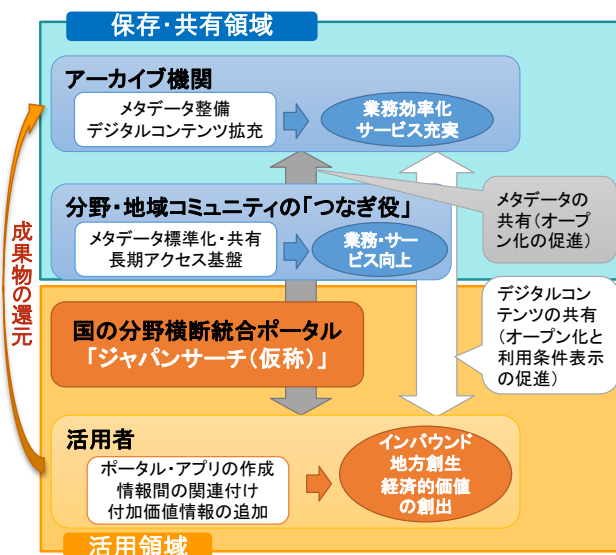 保存・共有領域
アーカイブ機関
メタデータ整備
デジタルコンテンツ拡充
業務効率化
サービス充実
分野・地域コミュニティの「つなぎ役」
メタデータ標準化・共有
長期アクセス基盤
業務・サー
ビス向上
メタデータの
共有（オープ
ン化の促進）
成果物の還元
国の分野横断統合ポータル
「ジャパンサーチ（仮称）」
デジタルコン
テンツの共有
（オープン化と
利用条件表示
の促進）
活用者
ポータル・アプリの作成
情報間の関連付け
付加価値情報の追加
インバウンド
地方創生
経済的価値
の創出
活用領域